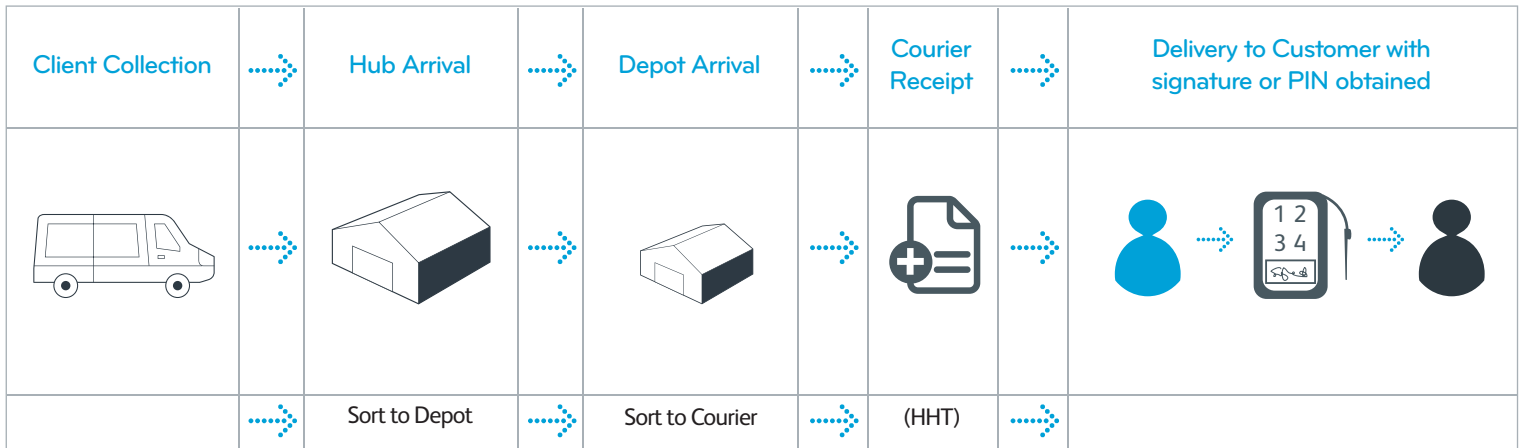 Client Collection
Hub Arrival
Depot Arrival
Courier
Receipt
Delivery to Customer with
signature or PIN obtained
1 2
3 4
Sort to Depot
Sort to Courier
(HHT)